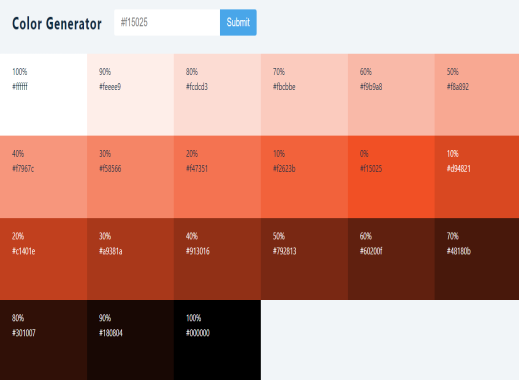 Color Generator
#f15025
Submit
100%
#ffffff
90%
#feeee9
80%
#fcdcd3
70%
#fbcbbe
60%
#f9b9a8
50%
#f8a892
40%
#f7967c
30%
#f58566
20%
#f47351
10%
#f2623b
0%
#f15025
10%
#d94821
20%
#c1401e
30%
#a9381a
40%
#913016
50%
#792813
60%
#60200f
70%
#48180b
80%
#301007
90%
#180804
100%
#000000